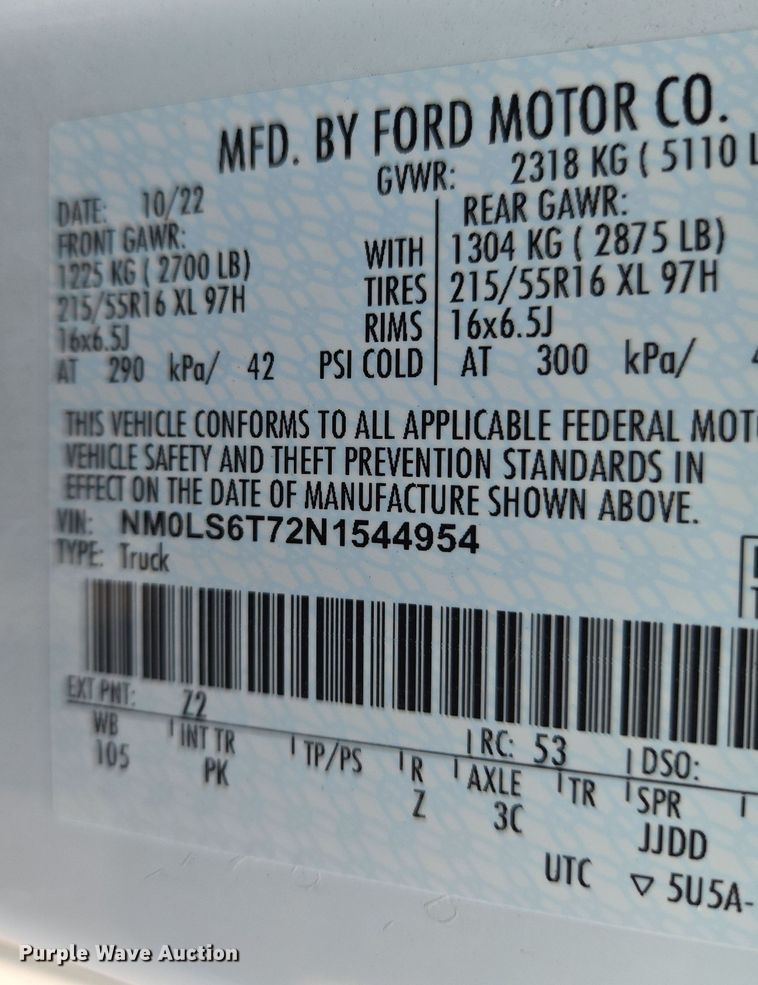 MFD. BY FORD MOTOR CO.
DATE: 10/22 GVWR: 2318 KG ( 5110 L
FRONT GAWR: REAR GAWR:
1225 KG ( 2700 LB) WITH 1304 KG ( 2875 LB)
215/55R16 XL 97H TIRES 215/55R16 XL 97H
16x6.5J RIMS 16x6.5J
AT 290 kPa/ 42 PSI COLD AT 300 kPa/
THIS VEHICLE CONFORMS TO ALL APPLICABLE FEDERAL MOT
VEHICLE SAFETY AND THEFT PREVENTION STANDARDS IN
EFFECT ON THE DATE OF MANUFACTURE SHOWN ABOVE.
VIN: NM0LS6T72N1544954
TYPE: Truck
EXT PNT: Z2 RC: 53 DSO:
WB INT TR TP/PS R AXLE TR SPR
105 PK Z 3C JJDD
UTC ▽ 5U5A-
Purple Wave Auction